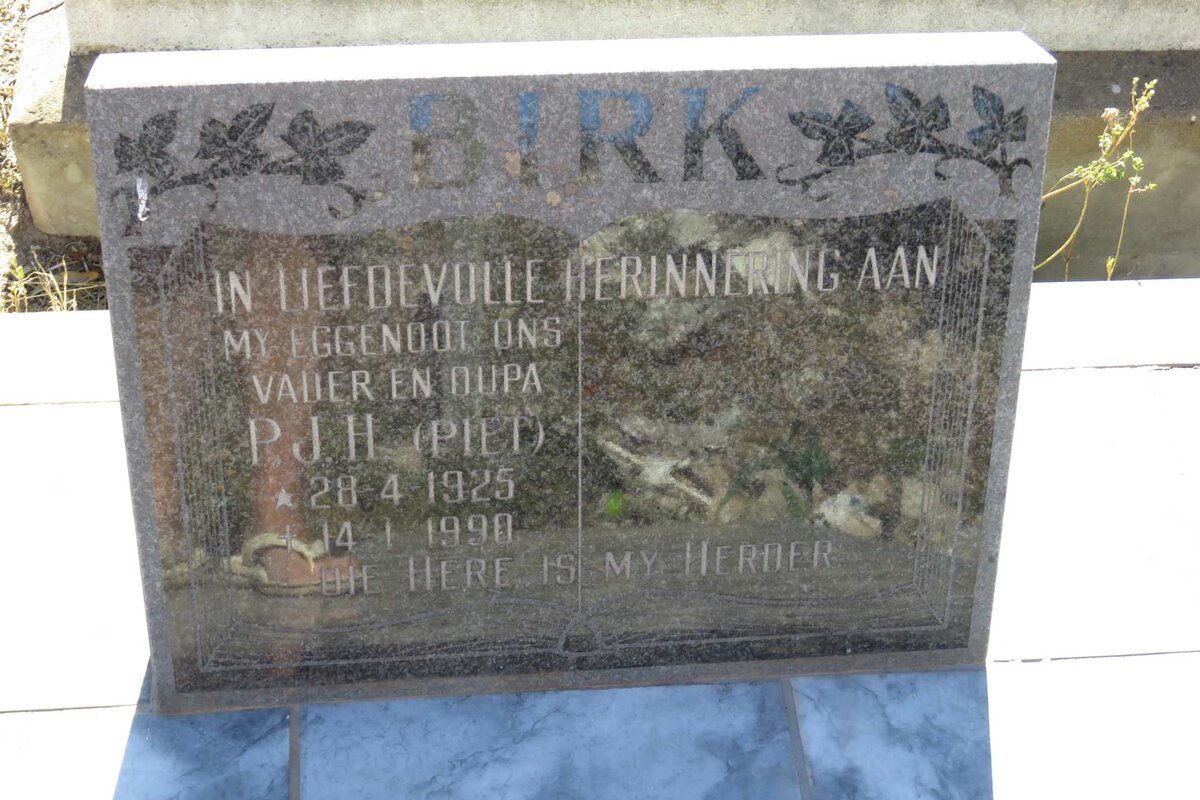 BIRK
IN LIEFDEVOLLE HERINNERING AAN
MY EGGENOOT ONS
VADER EN OUPA
P.J.H. (PIET)
★ 28-4-1925
✝ 14-1-1990
DIE HERE IS MY HERDER